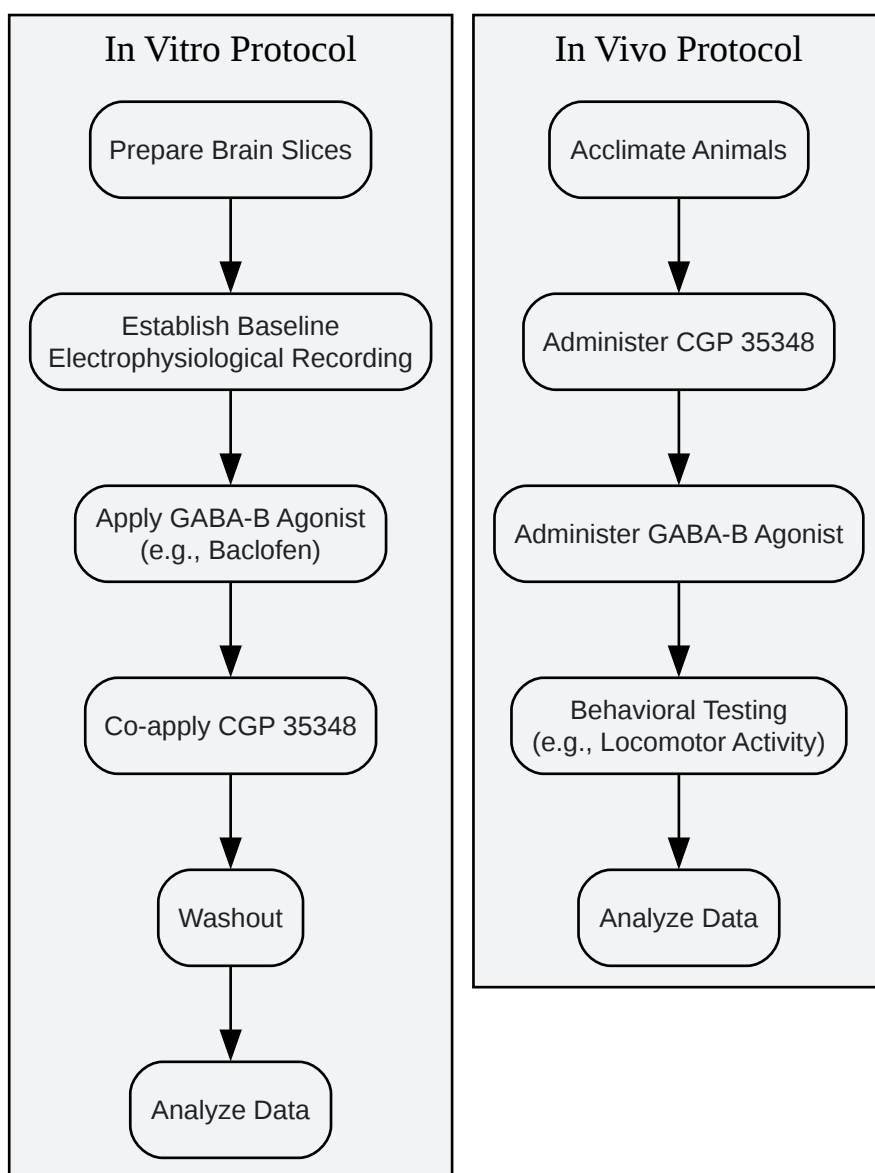 In Vitro Protocol
Prepare Brain Slices
Establish Baseline
Electrophysiological Recording
Apply GABA-B Agonist
(e.g., Baclofen)
Co-apply CGP 35348
Washout
Analyze Data
In Vivo Protocol
Acclimate Animals
Administer CGP 35348
Administer GABA-B Agonist
Behavioral Testing
(e.g., Locomotor Activity)
Analyze Data